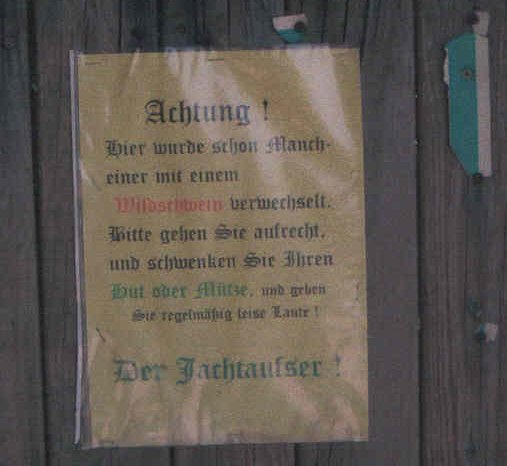 Achtung !
Hier wurde schon Manch-
einer mit einem
Wildschwein verwechselt.
Bitte gehen Sie aufrecht,
und schwenken Sie Ihren
Hut oder Mütze, und geben
Sie regelmäßig leise Laute !
Der Jachtaufser !